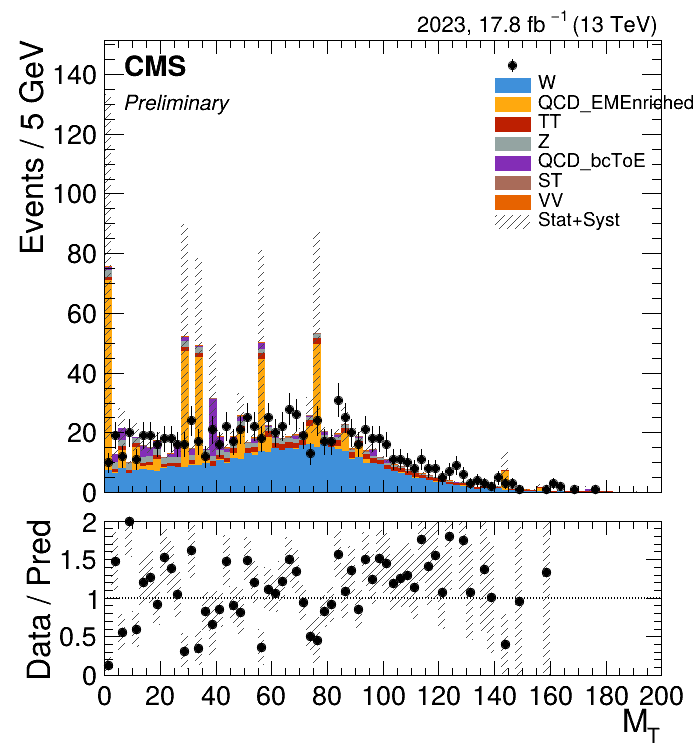 2023, 17.8 fb⁻¹ (13 TeV)
Events / 5 GeV
140
120
100
80
60
40
20
0
CMS
Preliminary
W
QCD_EMEnriched
TT
Z
QCD_bcToE
ST
VV
Stat+Syst
Data / Pred
2
1.5
1
0.5
0
0 20 40 60 80 100 120 140 160 180 200
M_T